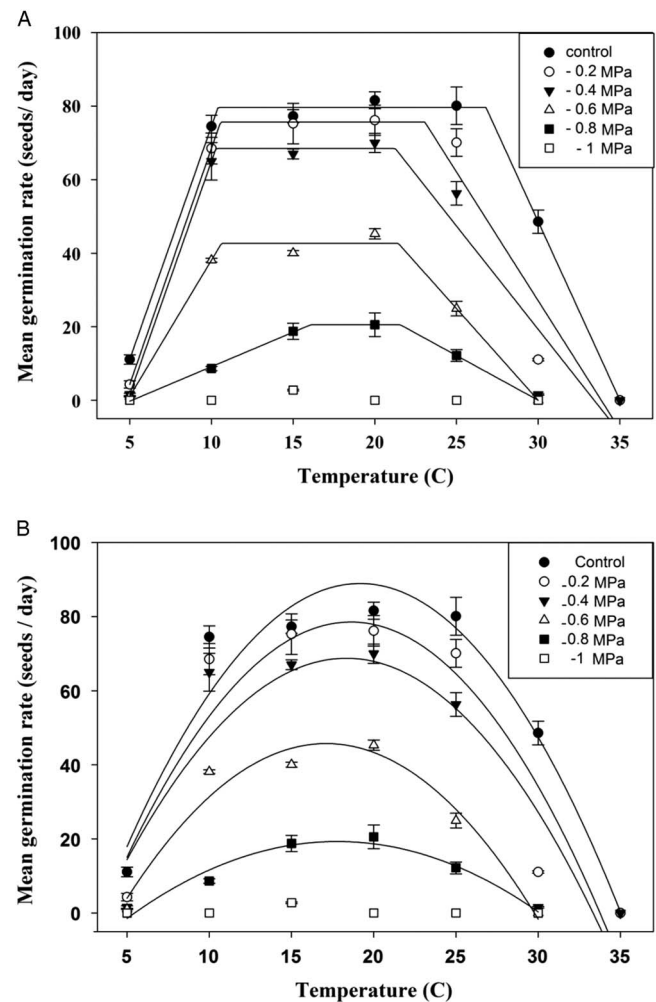 A
100
80
60
40
20
0
Mean germination rate (seeds/ day)
control
- 0.2 MPa
- 0.4 MPa
- 0.6 MPa
- 0.8 MPa
- 1 MPa
5 10 15 20 25 30 35
Temperature (C)
B
100
80
60
40
20
0
Mean germination rate (seeds / day)
Control
-0.2 MPa
-0.4 MPa
-0.6 MPa
-0.8 MPa
-1 MPa
5 10 15 20 25 30 35
Temperature (C)